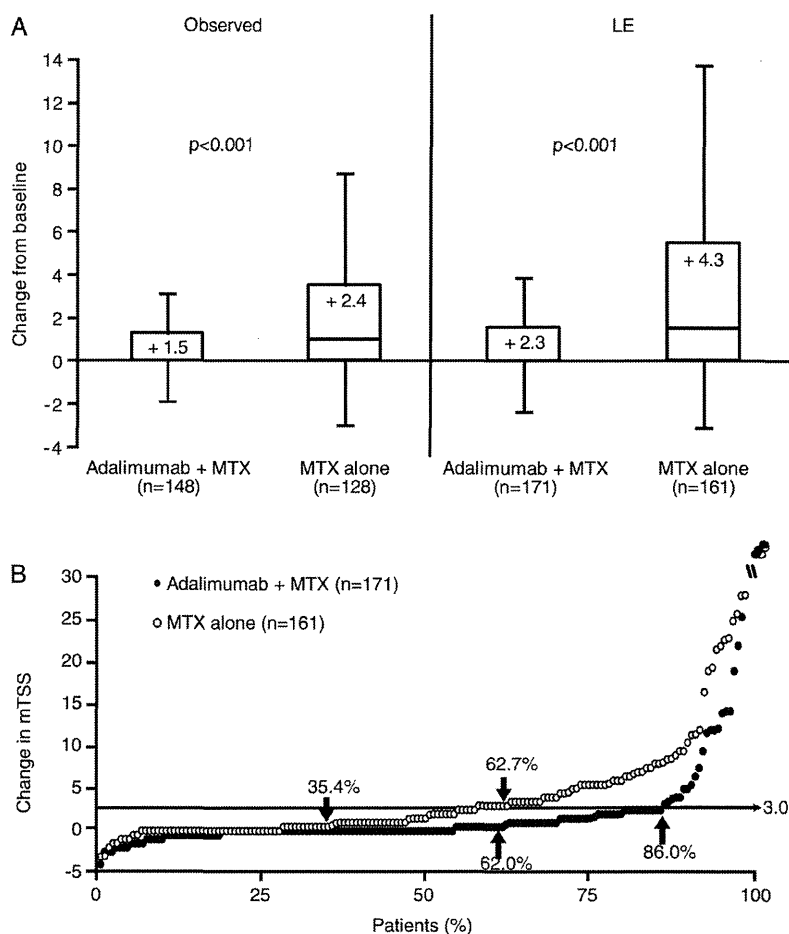 A
Observed
LE
14
12
10
8
6
4
2
0
-2
-4
Change from baseline
p<0.001
p<0.001
+ 1.5
+ 2.4
+ 2.3
+ 4.3
Adalimumab + MTX
(n=148)
MTX alone
(n=128)
Adalimumab + MTX
(n=171)
MTX alone
(n=161)
B
30
25
20
15
10
5
0
-5
Change in mTSS
Adalimumab + MTX (n=171)
MTX alone (n=161)
35.4%
62.7%
3.0
62.0%
86.0%
0
25
50
75
100
Patients (%)